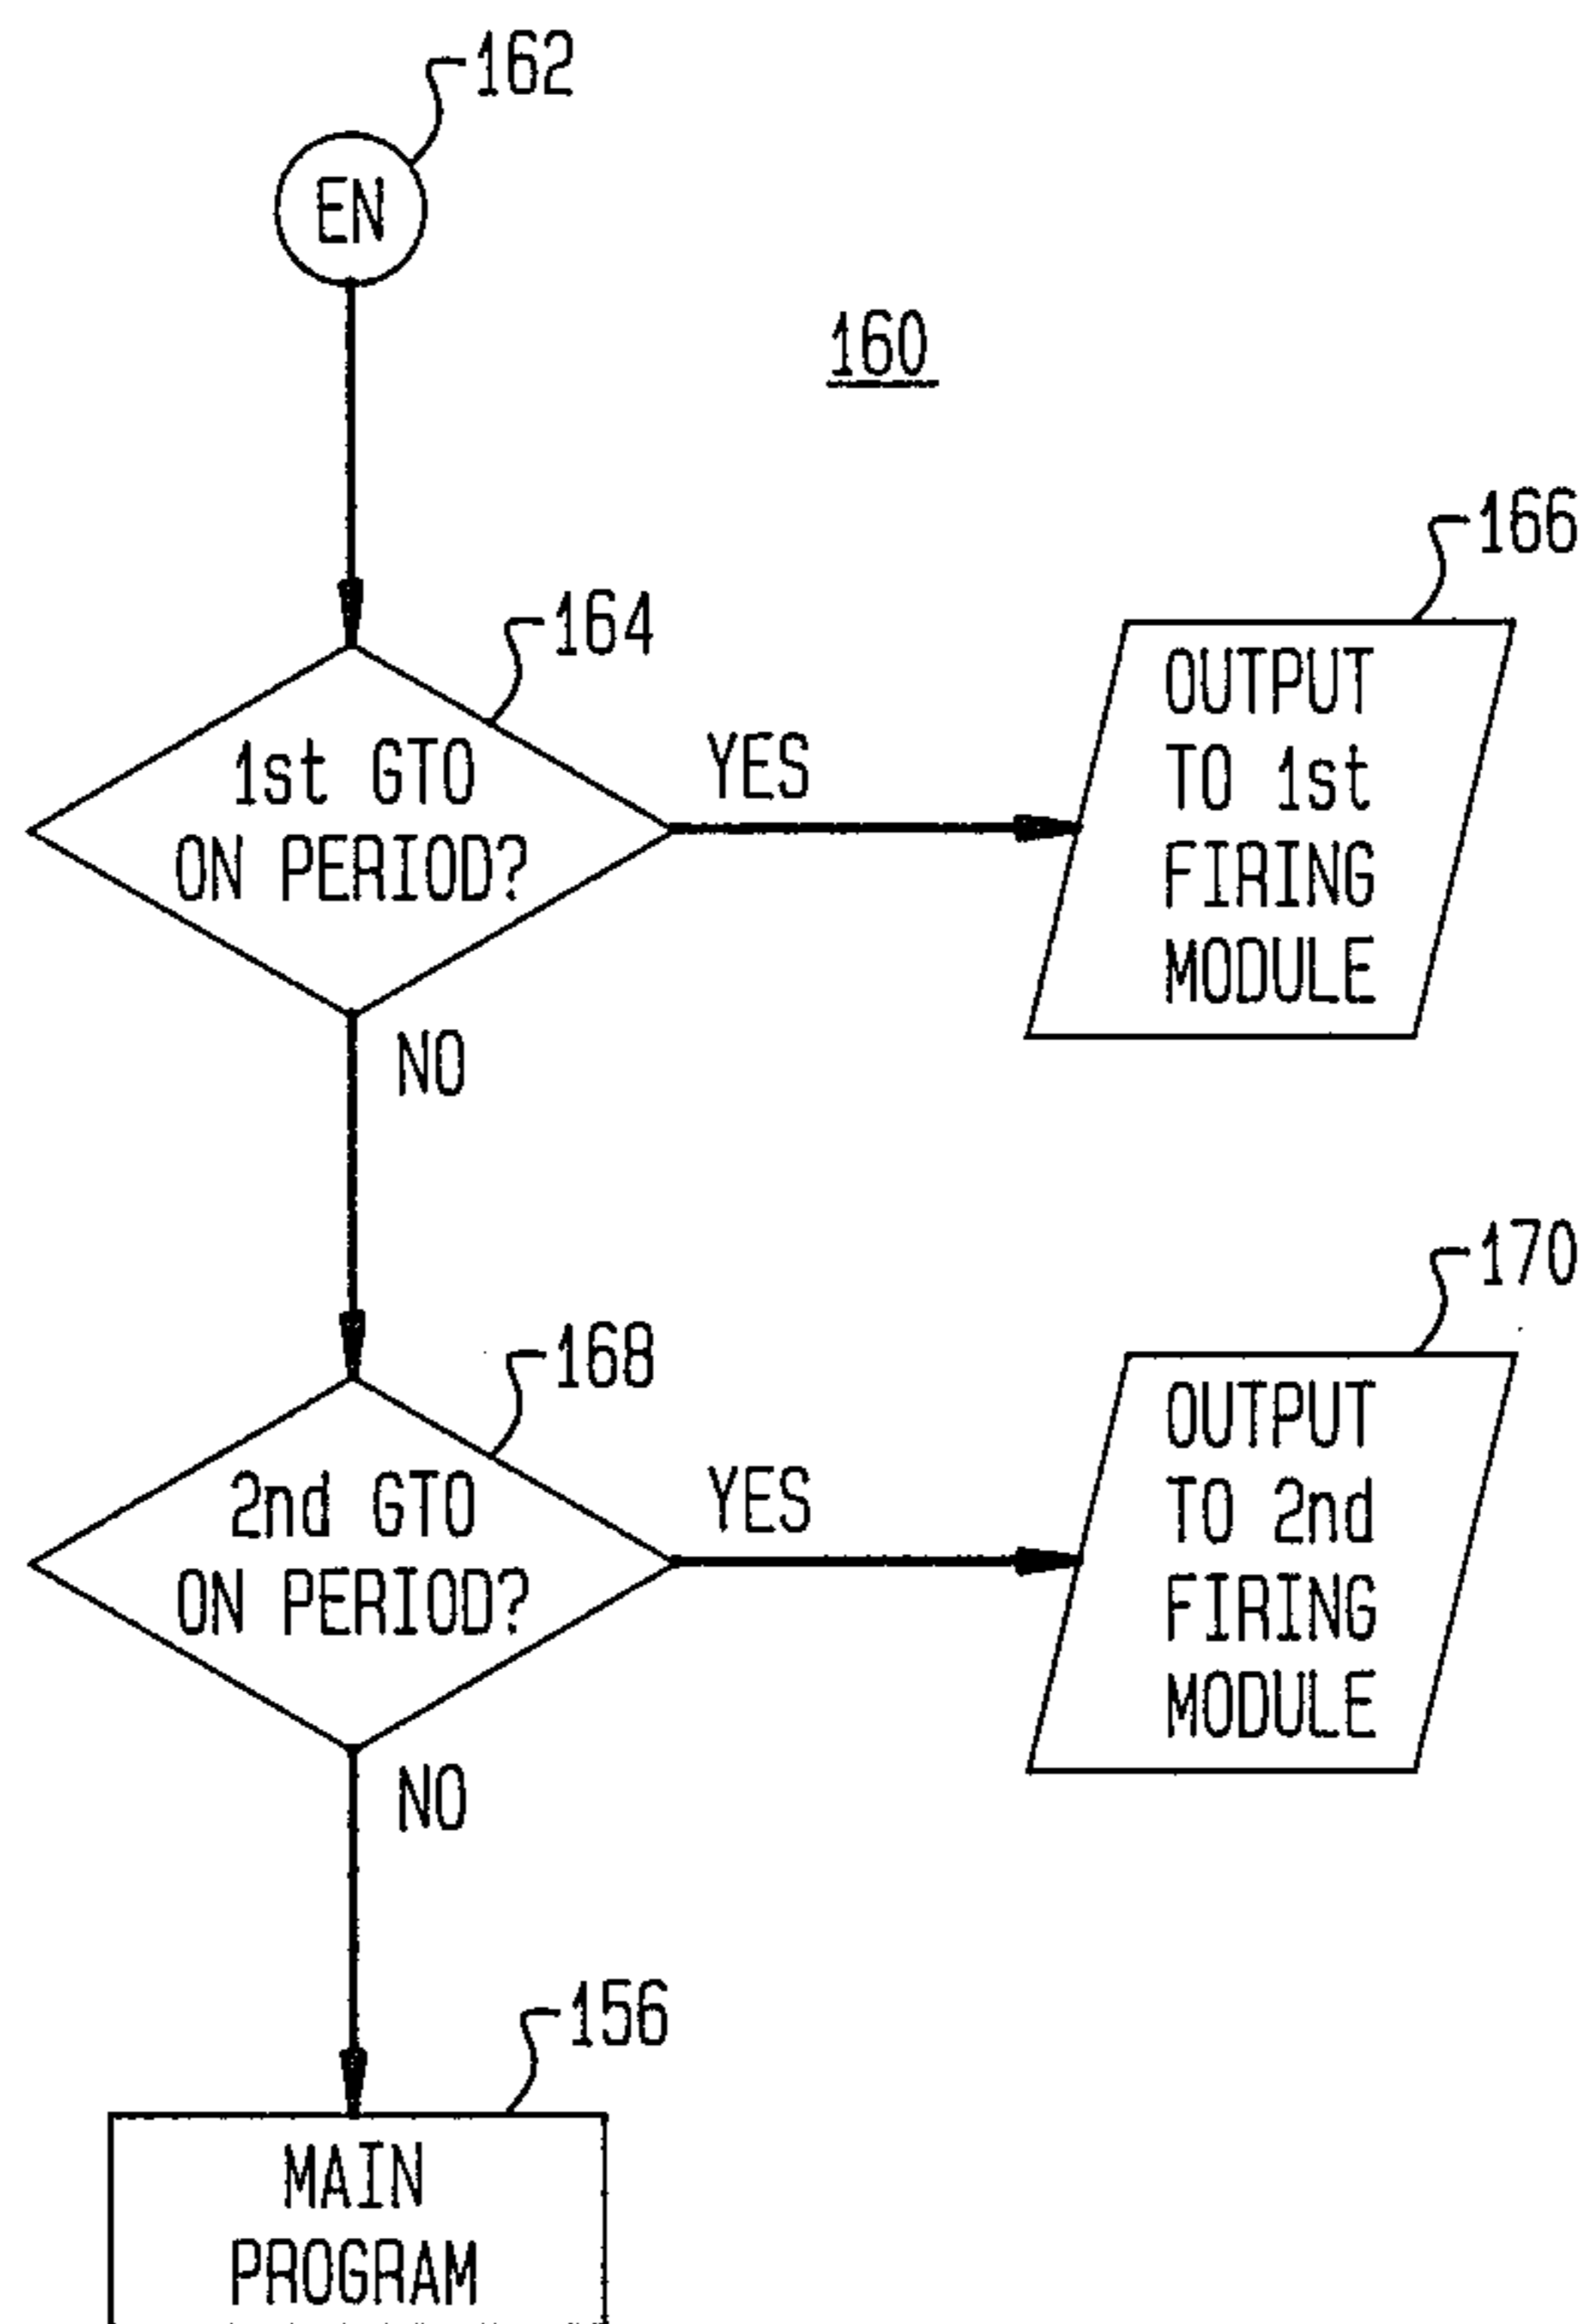 162
EN
160
166
164
1st GTO
ON PERIOD?
YES
OUTPUT
TO 1st
FIRING
MODULE
NO
170
168
2nd GTO
ON PERIOD?
YES
OUTPUT
TO 2nd
FIRING
MODULE
NO
156
MAIN
PROGRAM